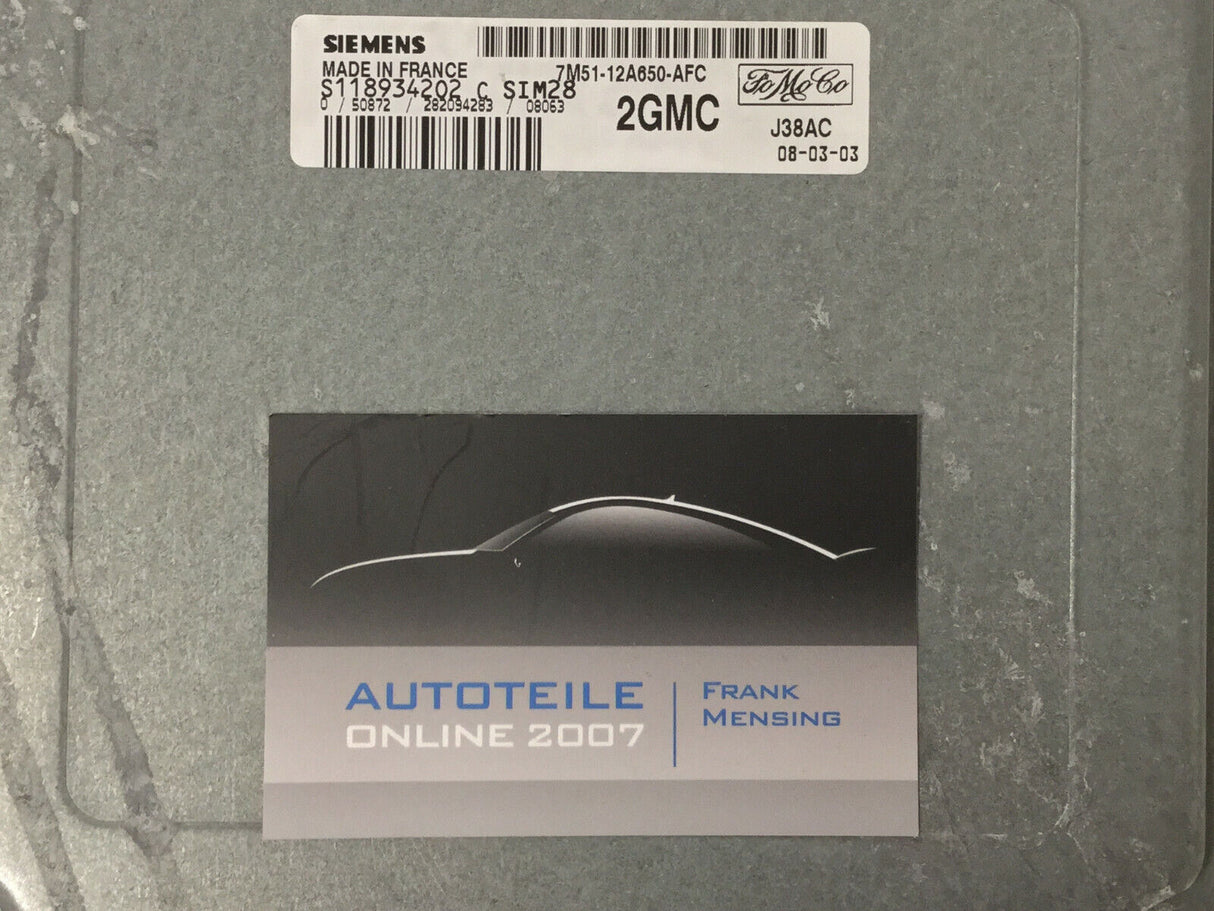 SIEMENS
MADE IN FRANCE
7M51-12A650-AFC
FoMoCo
S118934202 C SIM28
0 / 50872 / 282094283 / 08063
2GMC
J38AC
08-03-03
AUTOTEILE
ONLINE 2007
FRANK
MENSING